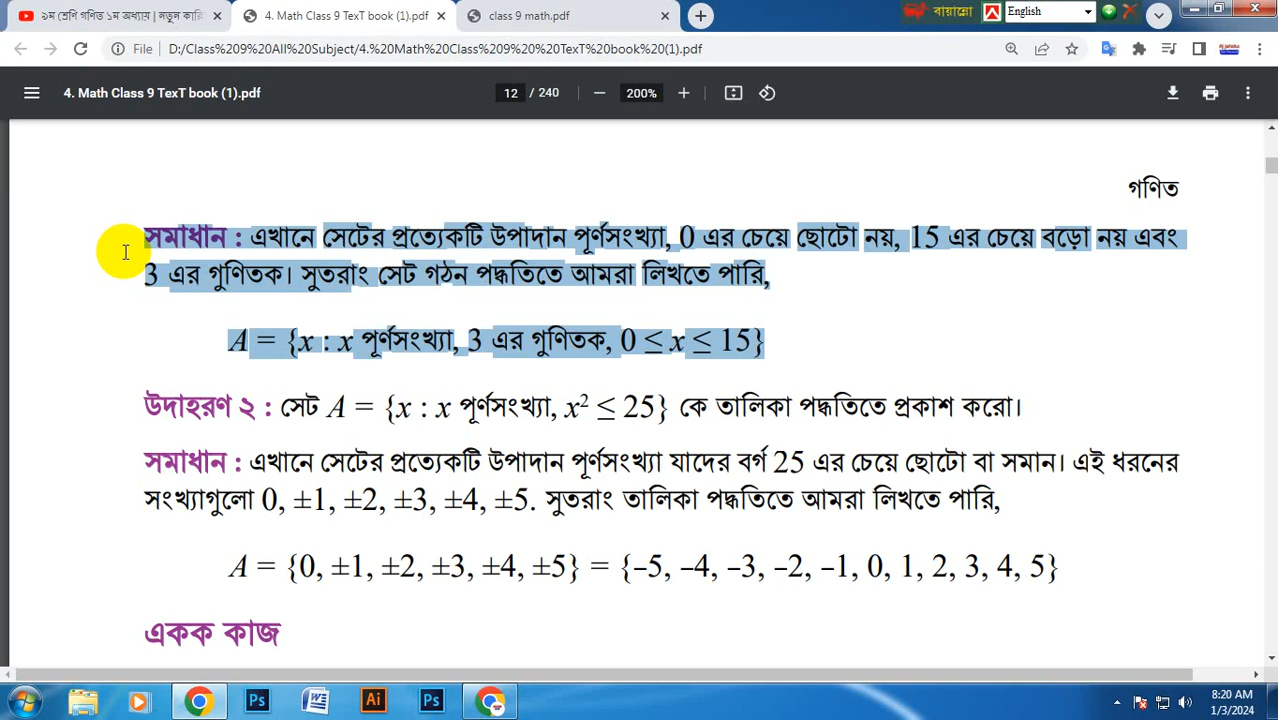 ৯ম শ্রেণি গণিত ১ম অধ্যায় | নতুন কারি
4. Math Class 9 TexT book (1).pdf
class 9 math.pdf
বায়ান্নো
English
File
D:/Class%209%20All%20Subject/4.%20Math%20Class%209%20%20TexT%20book%20(1).pdf
4. Math Class 9 TexT book (1).pdf
12 / 240
200%
গণিত
সমাধান : এখানে সেটের প্রত্যেকটি উপাদান পূর্ণসংখ্যা, 0 এর চেয়ে ছোটো নয়, 15 এর চেয়ে বড়ো নয় এবং
3 এর গুণিতক। সুতরাং সেট গঠন পদ্ধতিতে আমরা লিখতে পারি,
A = {x : x পূর্ণসংখ্যা, 3 এর গুণিতক, 0 ≤ x ≤ 15}
উদাহরণ ২ : সেট A = {x : x পূর্ণসংখ্যা, x² ≤ 25} কে তালিকা পদ্ধতিতে প্রকাশ করো।
সমাধান : এখানে সেটের প্রত্যেকটি উপাদান পূর্ণসংখ্যা যাদের বর্গ 25 এর চেয়ে ছোটো বা সমান। এই ধরনের
সংখ্যাগুলো 0, ±1, ±2, ±3, ±4, ±5. সুতরাং তালিকা পদ্ধতিতে আমরা লিখতে পারি,
A = {0, ±1, ±2, ±3, ±4, ±5} = {–5, –4, –3, –2, –1, 0, 1, 2, 3, 4, 5}
একক কাজ
Ps
W
Ai
Ps
8:20 AM
1/3/2024